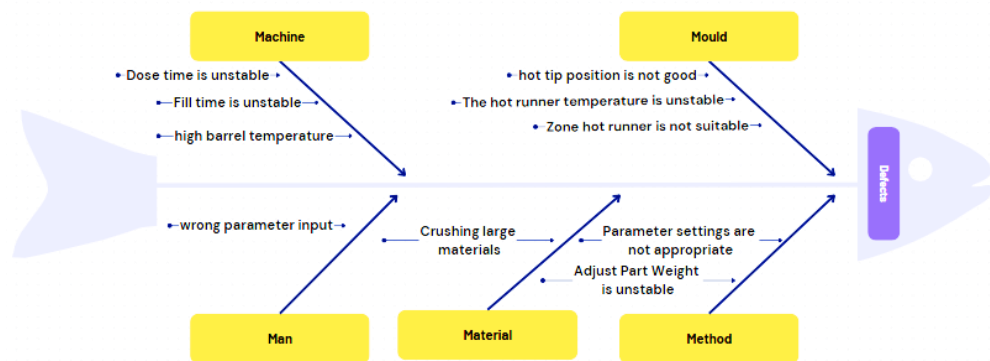 Machine
Mould
Dose time is unstable
hot tip position is not good
Fill time is unstable
The hot runner temperature is unstable
high barrel temperature
Zone hot runner is not suitable
Defects
wrong parameter input
Crushing large
materials
Parameter settings are
not appropriate
Adjust Part Weight
is unstable
Man
Material
Method